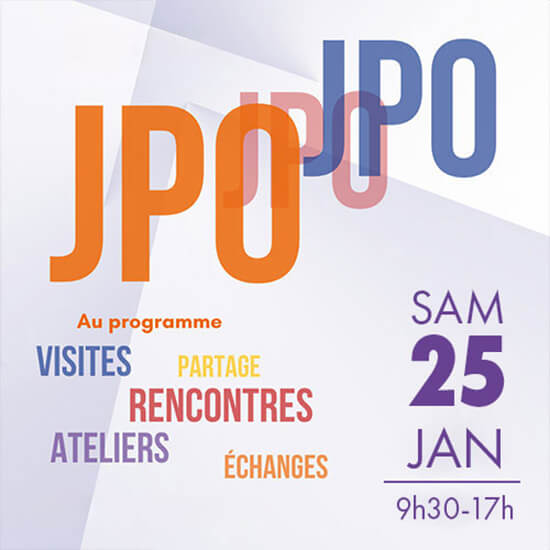 JPO
JPO
JPO
Au programme
VISITES
PARTAGE
RENCONTRES
ATELIERS
ÉCHANGES
SAM
25
JAN
9h30-17h